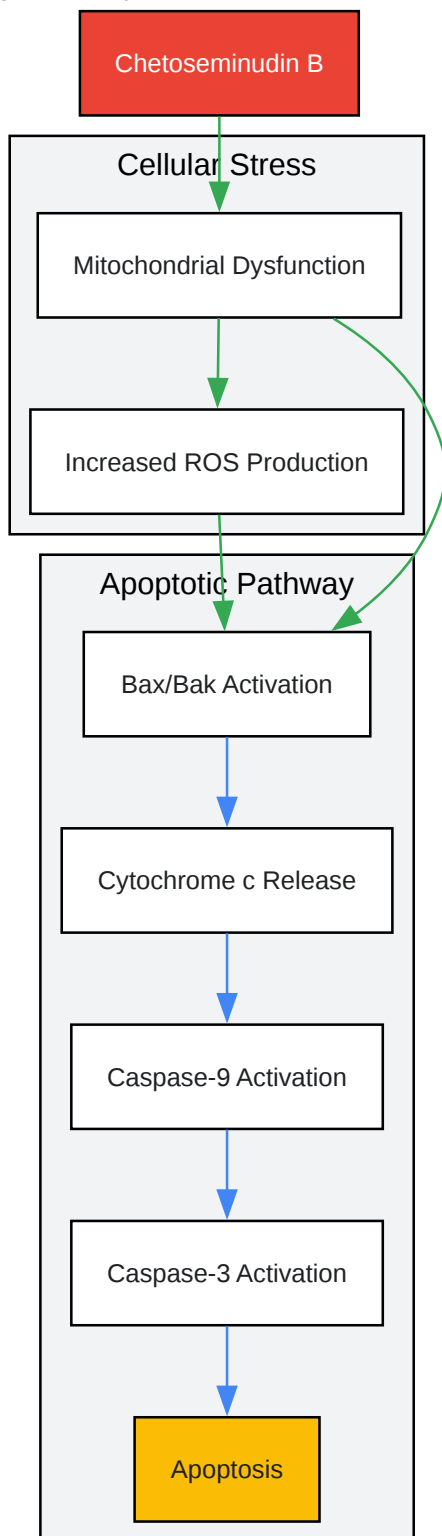 Chetoseminudin B
Cellular Stress
Mitochondrial Dysfunction
Increased ROS Production
Apoptotic Pathway
Bax/Bak Activation
Cytochrome c Release
Caspase-9 Activation
Caspase-3 Activation
Apoptosis